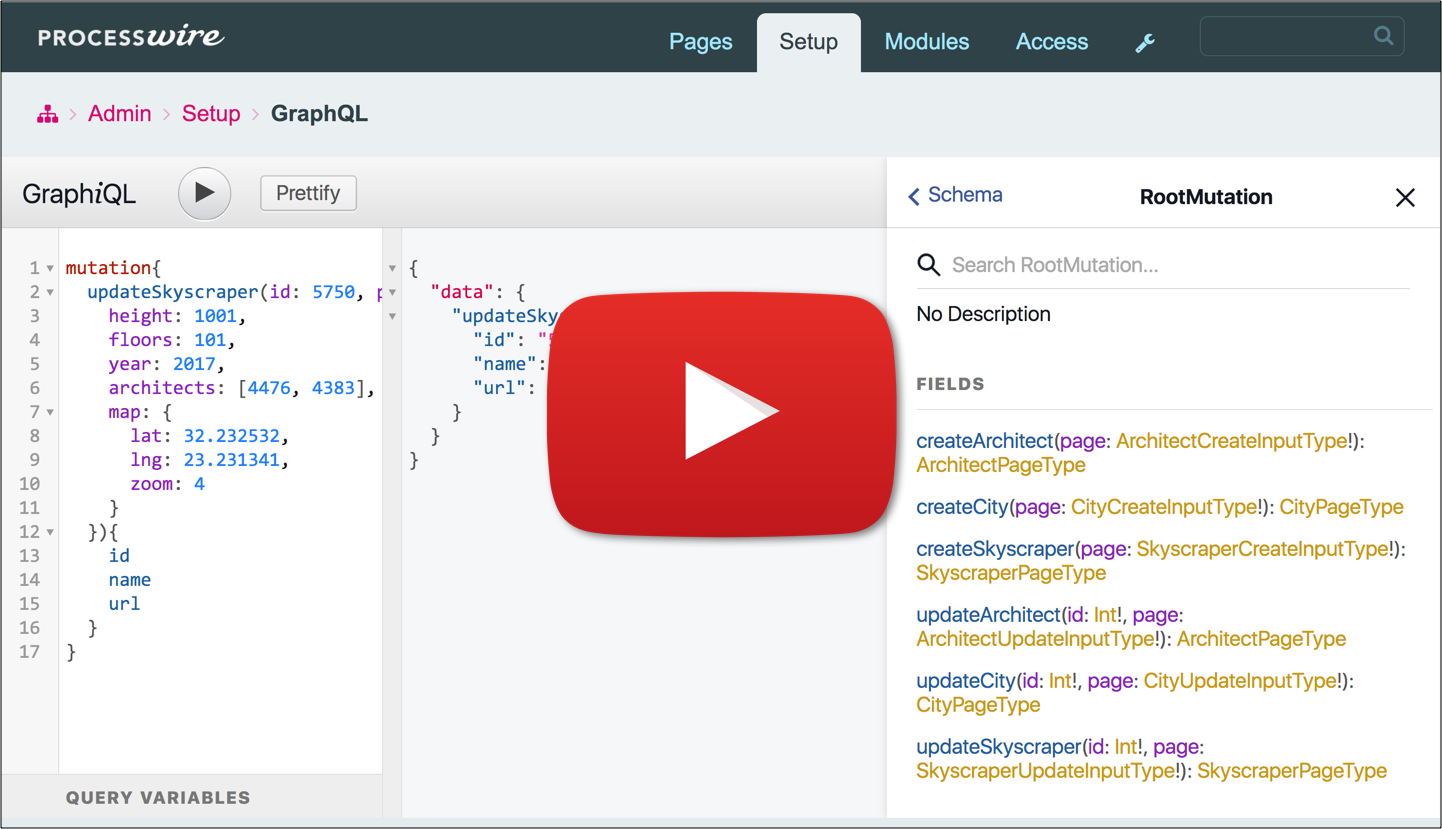 PROCESSwire
Pages
Setup
Modules
Access
Admin
Setup
GraphQL
GraphiQL
Prettify
1 mutation{
2 updateSkyscraper(id: 5750,
3 height: 1001,
4 floors: 101,
5 year: 2017,
6 architects: [4476, 4383],
7 map: {
8 lat: 32.232532,
9 lng: 23.231341,
10 zoom: 4
11 }
12 }){
13 id
14 name
15 url
16 }
17 }
QUERY VARIABLES
{
"data": {
"updateSky
"id": "
"name":
"url":
}
}
}
Schema
RootMutation
Search RootMutation...
No Description
FIELDS
createArchitect(page: ArchitectCreateInputType!):
ArchitectPageType
createCity(page: CityCreateInputType!): CityPageType
createSkyscraper(page: SkyscraperCreateInputType!):
SkyscraperPageType
updateArchitect(id: Int!, page:
ArchitectUpdateInputType!): ArchitectPageType
updateCity(id: Int!, page: CityUpdateInputType!):
CityPageType
updateSkyscraper(id: Int!, page:
SkyscraperUpdateInputType!): SkyscraperPageType